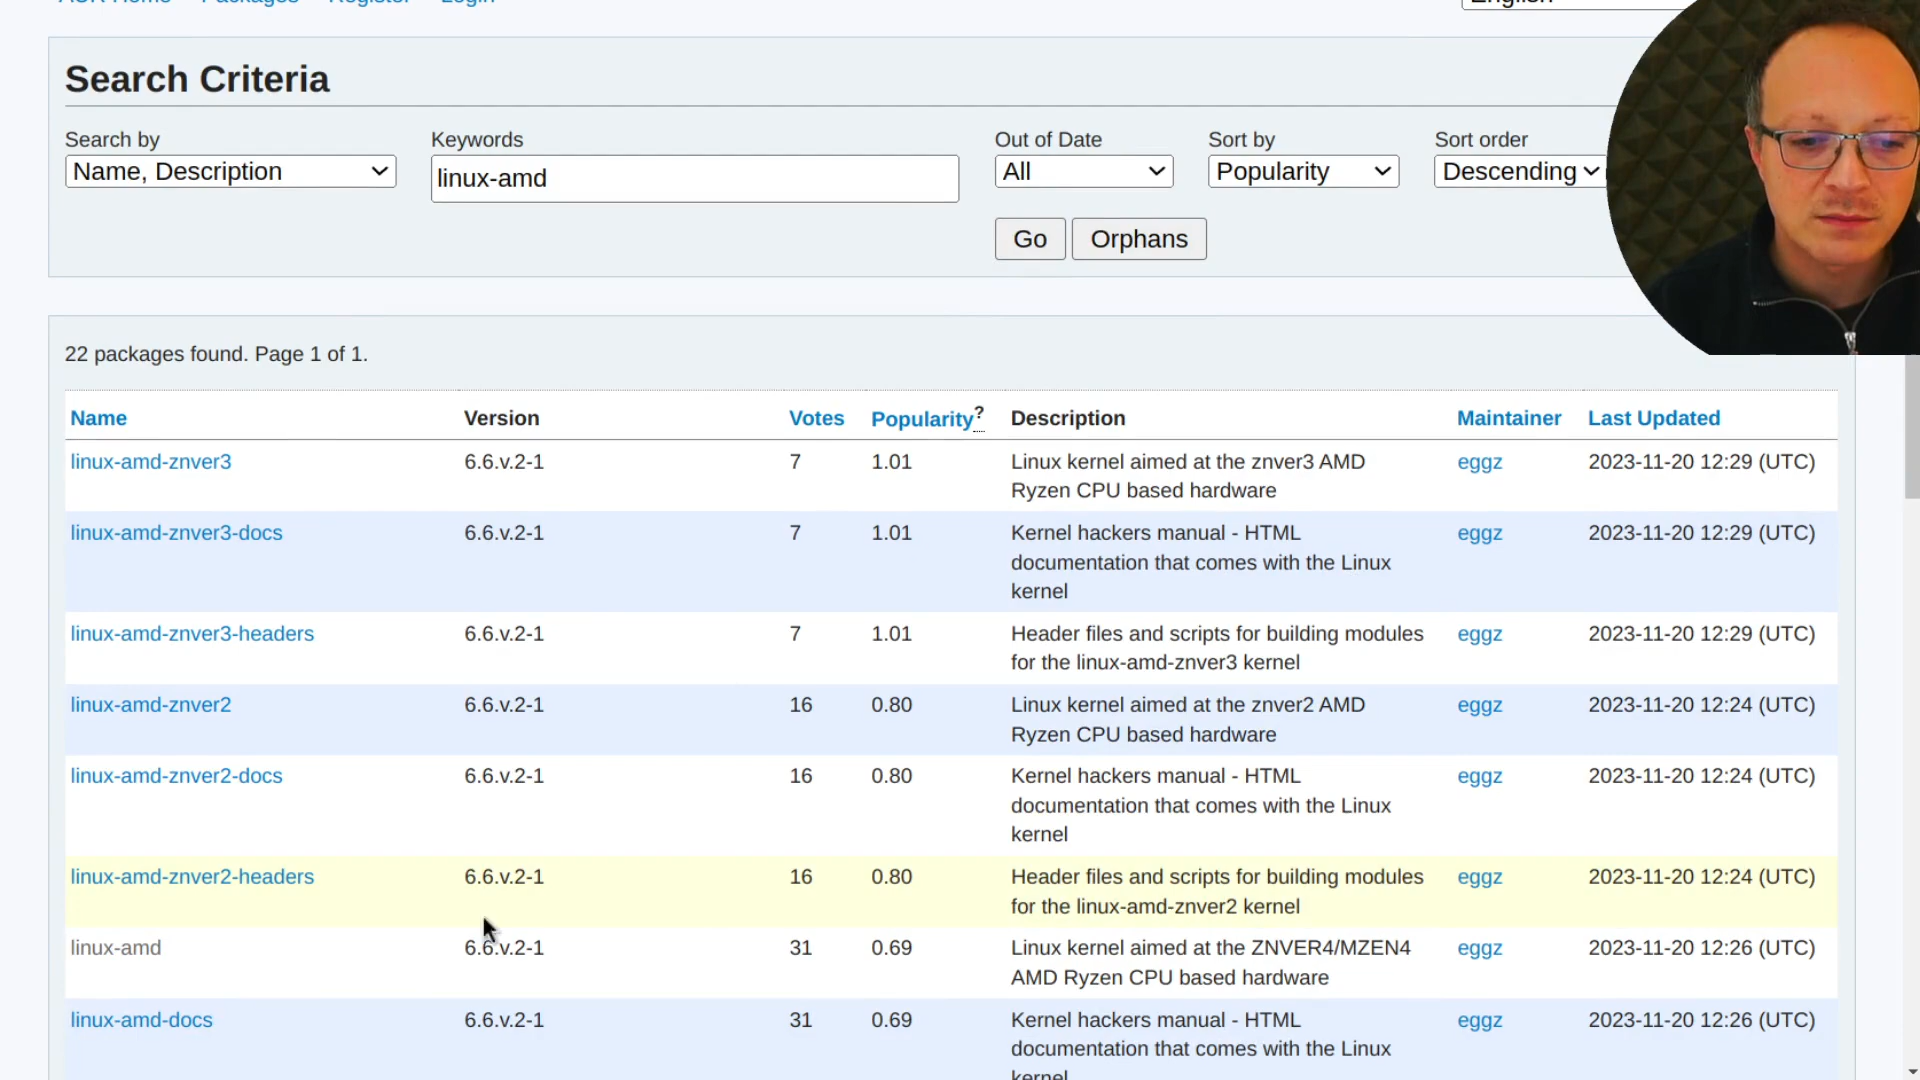 AUR Home Packages Register Login
English
Search Criteria
Search by Keywords Out of Date Sort by Sort order
Name, Description linux-amd All Popularity Descending
Go Orphans
22 packages found. Page 1 of 1.
Name Version Votes Popularity? Description Maintainer Last Updated
linux-amd-znver3 6.6.v.2-1 7 1.01 Linux kernel aimed at the znver3 AMD eggz 2023-11-20 12:29 (UTC)
Ryzen CPU based hardware
linux-amd-znver3-docs 6.6.v.2-1 7 1.01 Kernel hackers manual - HTML eggz 2023-11-20 12:29 (UTC)
documentation that comes with the Linux
kernel
linux-amd-znver3-headers 6.6.v.2-1 7 1.01 Header files and scripts for building modules eggz 2023-11-20 12:29 (UTC)
for the linux-amd-znver3 kernel
linux-amd-znver2 6.6.v.2-1 16 0.80 Linux kernel aimed at the znver2 AMD eggz 2023-11-20 12:24 (UTC)
Ryzen CPU based hardware
linux-amd-znver2-docs 6.6.v.2-1 16 0.80 Kernel hackers manual - HTML eggz 2023-11-20 12:24 (UTC)
documentation that comes with the Linux
kernel
linux-amd-znver2-headers 6.6.v.2-1 16 0.80 Header files and scripts for building modules eggz 2023-11-20 12:24 (UTC)
for the linux-amd-znver2 kernel
linux-amd 6.6.v.2-1 31 0.69 Linux kernel aimed at the ZNVER4/MZEN4 eggz 2023-11-20 12:26 (UTC)
AMD Ryzen CPU based hardware
linux-amd-docs 6.6.v.2-1 31 0.69 Kernel hackers manual - HTML eggz 2023-11-20 12:26 (UTC)
documentation that comes with the Linux
kernel